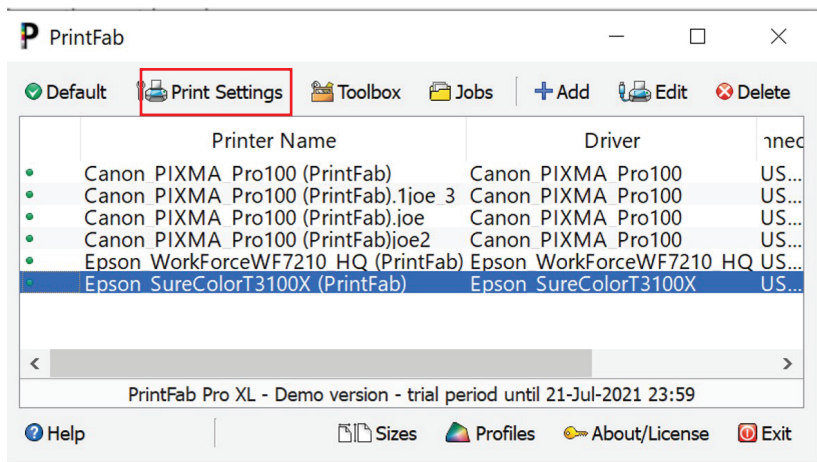 PrintFab
Default Print Settings Toolbox Jobs Add Edit Delete
Printer Name Driver nnec
Canon_PIXMA_Pro100 (PrintFab) Canon_PIXMA_Pro100 US...
Canon_PIXMA_Pro100 (PrintFab).1joe_3 Canon_PIXMA_Pro100 US...
Canon_PIXMA_Pro100 (PrintFab).joe Canon_PIXMA_Pro100 US...
Canon_PIXMA_Pro100 (PrintFab)joe2 Canon_PIXMA_Pro100 US...
Epson_WorkForceWF7210_HQ (PrintFab) Epson_WorkForceWF7210_HQ US...
Epson_SureColorT3100X (PrintFab) Epson_SureColorT3100X US...
PrintFab Pro XL - Demo version - trial period until 21-Jul-2021 23:59
Help Sizes Profiles About/License Exit